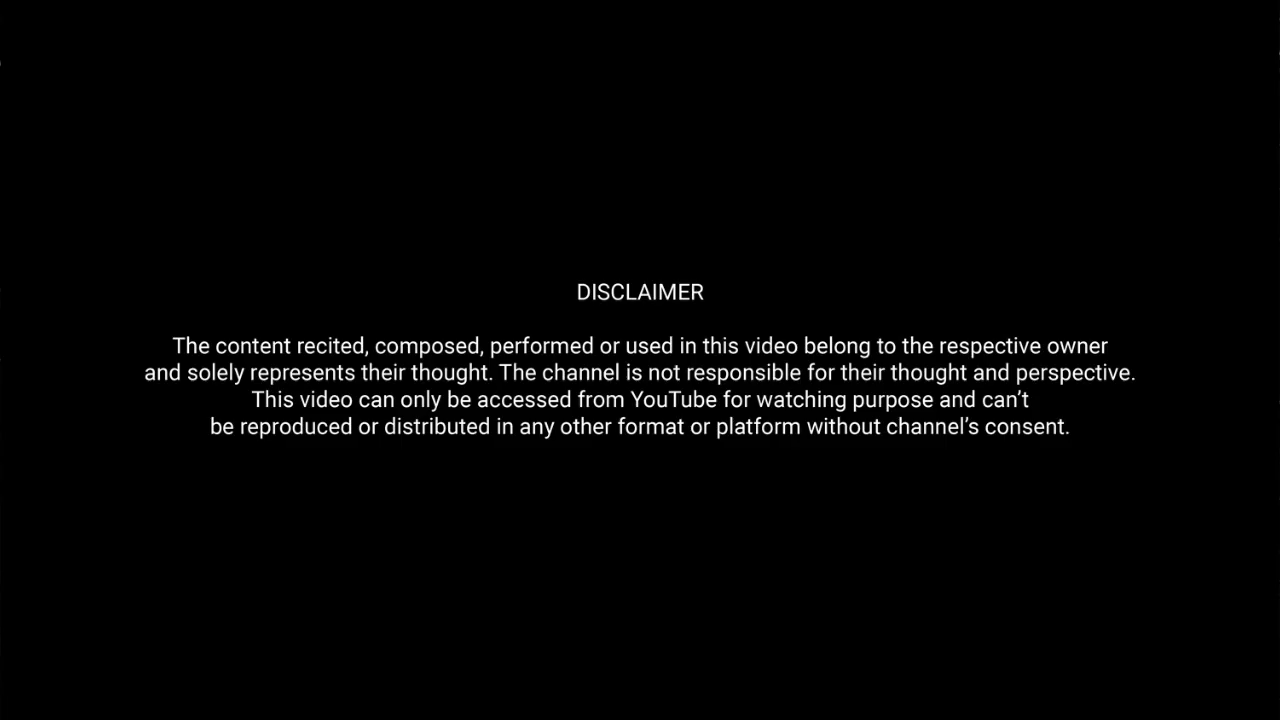 DISCLAIMER
The content recited, composed, performed or used in this video belong to the respective owner
and solely represents their thought. The channel is not responsible for their thought and perspective.
This video can only be accessed from YouTube for watching purpose and can’t
be reproduced or distributed in any other format or platform without channel’s consent.